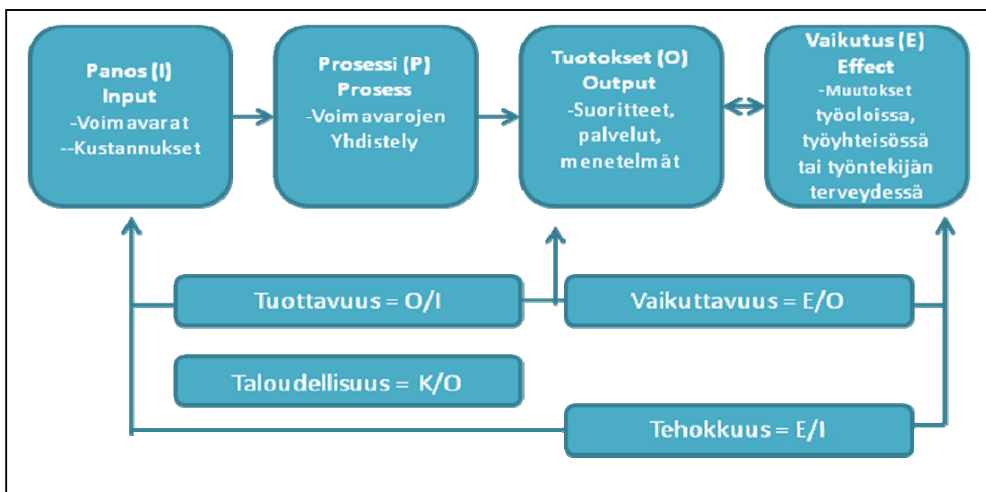 Panos (I)
Input
-Voimavarat
--Kustannukset
Prosessi (P)
Prosess
-Voimavarojen
Yhdistely
Tuotokset (O)
Output
-Suoritteet,
palvelut,
menetelmät
Vaikutus (E)
Effect
-Muutokset
työoloissa,
työyhteisössä
tai työntekijän
terveydessä
Tuottavuus = O/I
Vaikuttavuus = E/O
Taloudellisuus = K/O
Tehokkuus = E/I